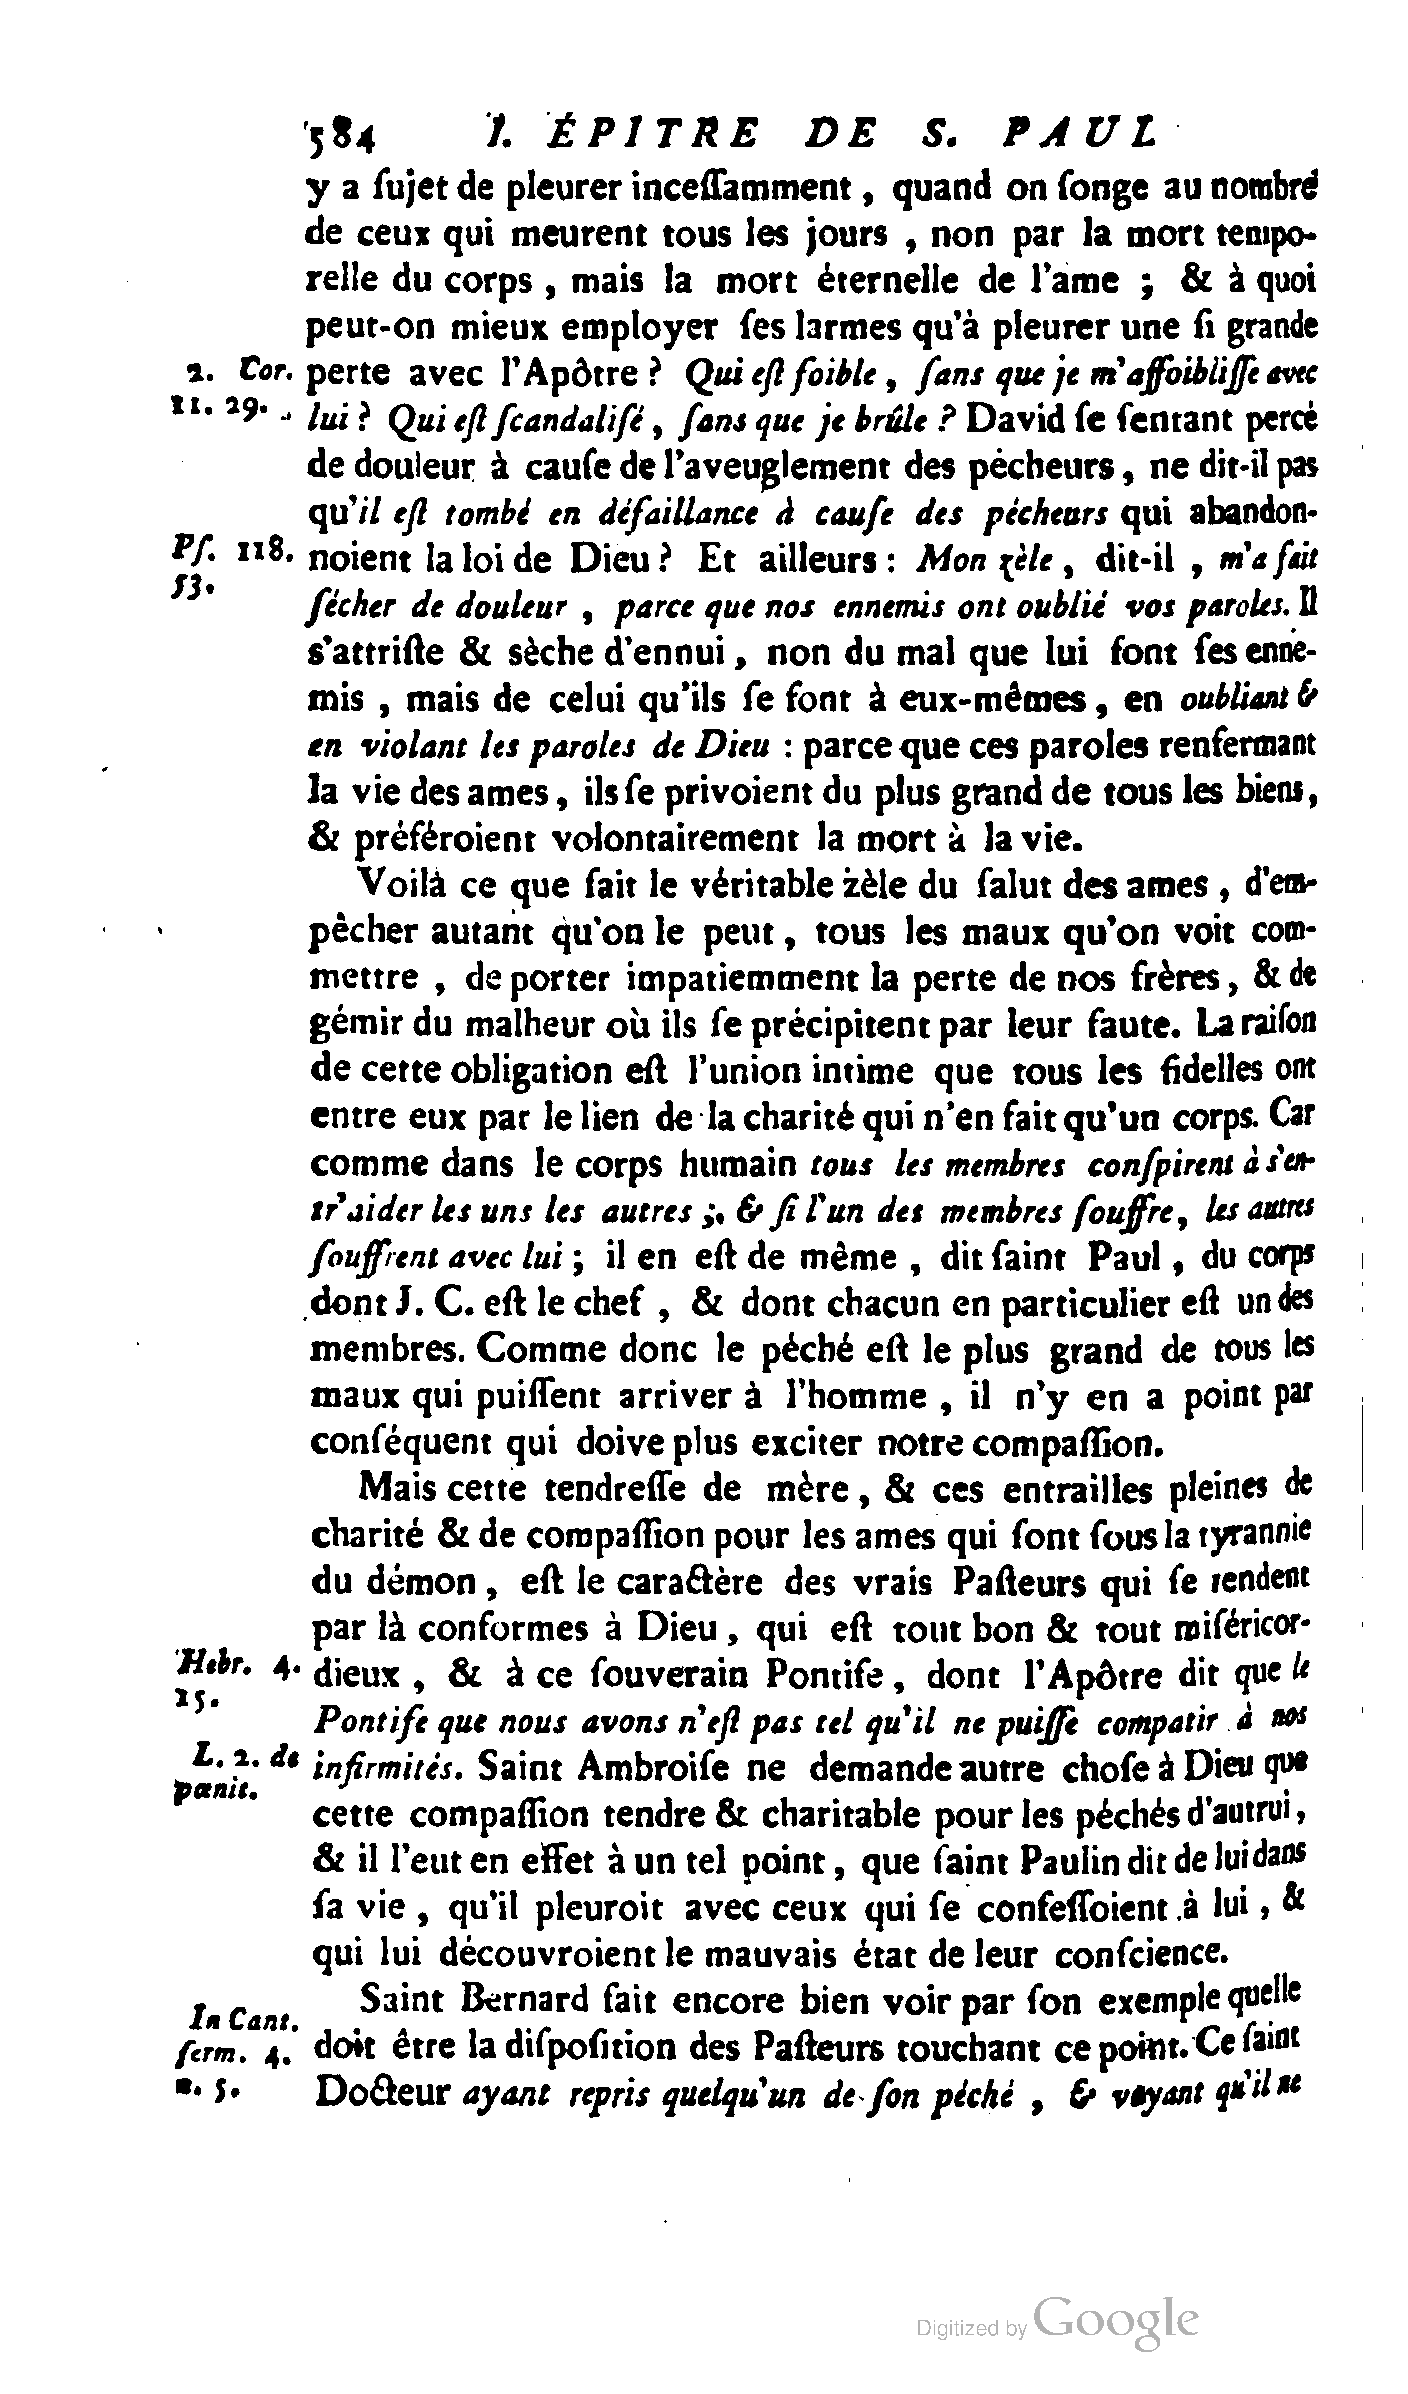 584 I. ÉPITRE DE S. PAUL
y a ſujet de pleurer inceſſamment, quand on ſonge au nombre
de ceux qui meurent tous les jours, non par la mort tempo-
relle du corps, mais la mort éternelle de l'ame; & à quoi
peut-on mieux employer ſes larmes qu'à pleurer une ſi grande
2. Cor. perte avec l'Apôtre? Qui eſt foible, ſans que je m'affoibliſſe avec
11. 29. lui? Qui eſt ſcandaliſé, ſans que je brûle? David ſe ſentant percé
de douleur à cauſe de l'aveuglement des pécheurs, ne dit-il pas
qu'il eſt tombé en défaillance à cauſe des pécheurs qui abandon-
Pſ. 118. noient la loi de Dieu? Et ailleurs: Mon zèle, dit-il, m'a fait
53.
ſécher de douleur, parce que nos ennemis ont oublié vos paroles. Il
s'attriſte & sèche d'ennui, non du mal que lui font ſes enne-
mis, mais de celui qu'ils ſe font à eux-mêmes, en oubliant &
en violant les paroles de Dieu: parce que ces paroles renfermant
la vie des ames, ils ſe privoient du plus grand de tous les biens,
& préféroient volontairement la mort à la vie.
Voilà ce que fait le véritable zèle du ſalut des ames, d'em-
pêcher autant qu'on le peut, tous les maux qu'on voit com-
mettre, de porter impatiemment la perte de nos frères, & de
gémir du malheur où ils ſe précipitent par leur faute. La raiſon
de cette obligation eſt l'union intime que tous les fidelles ont
entre eux par le lien de la charité qui n'en fait qu'un corps. Car
comme dans le corps humain tous les membres conſpirent à s'en-
tr'aider les uns les autres; & ſi l'un des membres ſouffre, les autres
ſouffrent avec lui; il en eſt de même, dit ſaint Paul, du corps
dont J. C. eſt le chef, & dont chacun en particulier eſt un des
membres. Comme donc le péché eſt le plus grand de tous les
maux qui puiſſent arriver à l'homme, il n'y en a point par
conſéquent qui doive plus exciter notre compaſſion.
Mais cette tendreſſe de mère, & ces entrailles pleines de
charité & de compaſſion pour les ames qui ſont ſous la tyrannie
du démon, eſt le caractère des vrais Paſteurs qui ſe rendent
par là conformes à Dieu, qui eſt tout bon & tout miſéricor-
Hebr. 4. dieux, & à ce ſouverain Pontife, dont l'Apôtre dit que le
15.
Pontife que nous avons n'eſt pas tel qu'il ne puiſſe compatir à nos
L. 2. de infirmités. Saint Ambroiſe ne demande autre choſe à Dieu que
pœnit.
cette compaſſion tendre & charitable pour les péchés d'autrui,
& il l'eut en effet à un tel point, que ſaint Paulin dit de lui dans
ſa vie, qu'il pleuroit avec ceux qui ſe confeſſoient à lui, &
qui lui découvroient le mauvais état de leur conſcience.
Saint Bernard fait encore bien voir par ſon exemple quelle
In Cant.
ſerm. 4. doit être la diſpoſition des Paſteurs touchant ce point. Ce ſaint
n. 5. Docteur ayant repris quelqu'un de ſon péché, & voyant qu'il ne
Digitized by Google